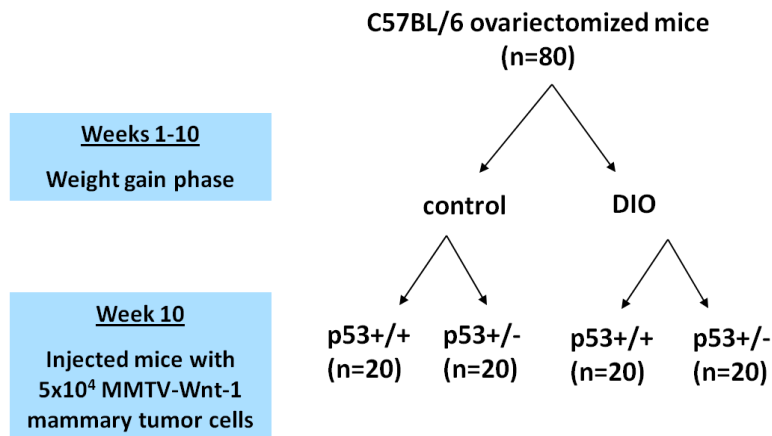 C57BL/6 ovariectomized mice
(n=80)
Weeks 1-10
Weight gain phase
control
DIO
Week 10
Injected mice with
5x10⁴ MMTV-Wnt-1
mammary tumor cells
p53+/+
(n=20)
p53+/-
(n=20)
p53+/+
(n=20)
p53+/-
(n=20)